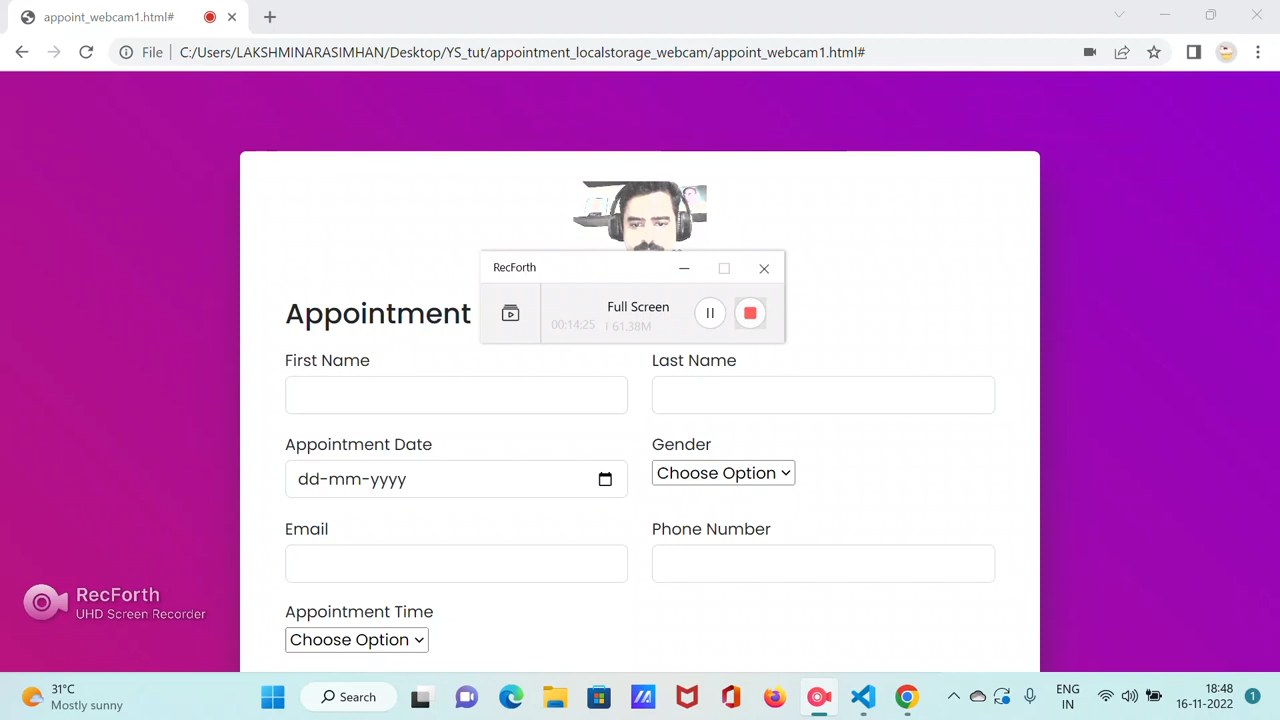 appoint_webcam1.html#
File
C:/Users/LAKSHMINARASIMHAN/Desktop/YS_tut/appointment_localstorage_webcam/appoint_webcam1.html#
RecForth
Full Screen
00:14:25 | 61.38M
Appointment
First Name
Last Name
Appointment Date
Gender
dd-mm-yyyy
Choose Option
Email
Phone Number
RecForth
UHD Screen Recorder
Appointment Time
Choose Option
31°C
Mostly sunny
Search
ENG
IN
18:48
16-11-2022
1